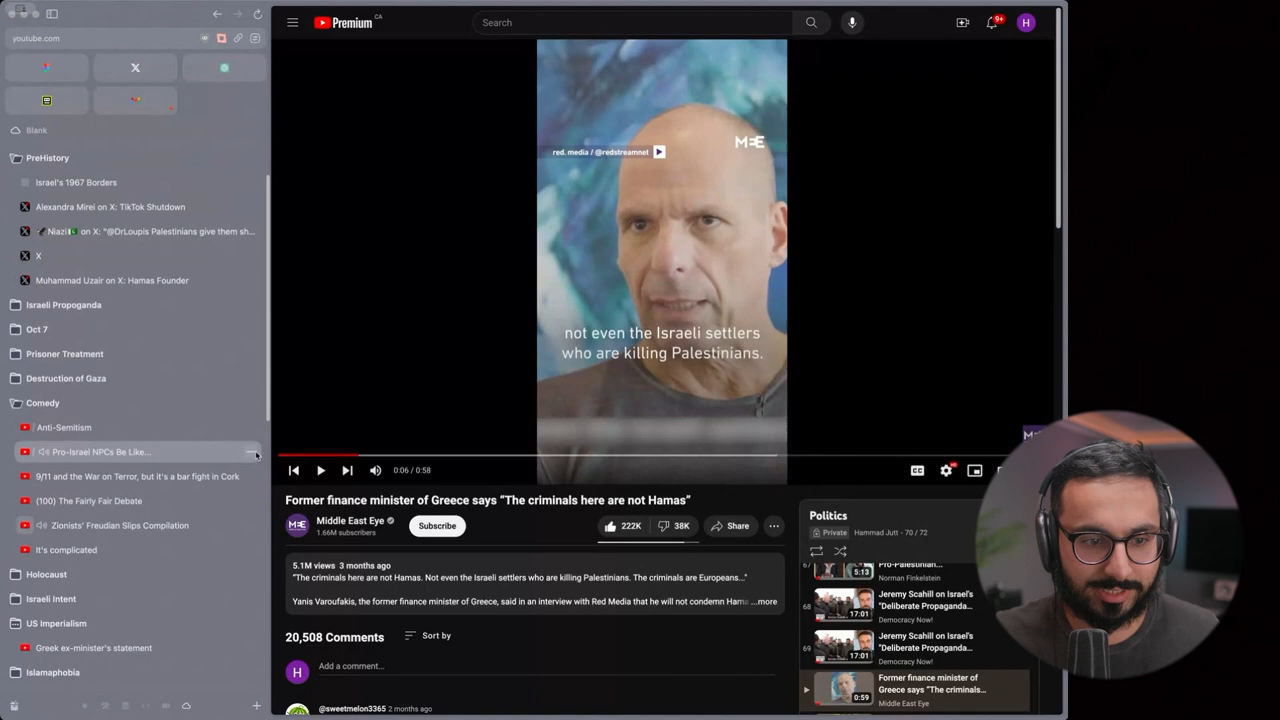 youtube.com
Blank
PreHistory
Israel's 1967 Borders
Alexandra Mirei on X: TikTok Shutdown
Niazi on X: "@DrLoupis Palestinians give them sh...
X
Muhammad Uzair on X: Hamas Founder
Israeli Propaganda
Oct 7
Prisoner Treatment
Destruction of Gaza
Comedy
/ Anti-Semitism
/ Pro-Israel NPCs Be Like...
9/11 and the War on Terror, but it's a bar fight in Cork
(100) The Fairly Fair Debate
Zionists' Freudian Slips Compilation
It's complicated
Holocaust
Israeli Intent
US Imperialism
Greek ex-minister's statement
Islamaphobia
Premium CA
Search
9+
H
red. media / @redstreamnet
MEE
not even the Israeli settlers
who are killing Palestinians.
0:06 / 0:58
CC
Former finance minister of Greece says “The criminals here are not Hamas”
MEE
Middle East Eye
1.66M subscribers
Subscribe
222K
38K
Share
5.1M views 3 months ago
“The criminals here are not Hamas. Not even the Israeli settlers who are killing Palestinians. The criminals are Europeans...”
Yanis Varoufakis, the former finance minister of Greece, said in an interview with Red Media that he will not condemn Hama ...more
20,508 Comments
Sort by
H
Add a comment...
@sweetmelon3365 2 months ago
Politics
Private
Hammad Jutt - 70 / 72
67
5:13
Pro-Palestinian...
Norman Finkelstein
68
17:01
Jeremy Scahill on Israel's
"Deliberate Propaganda...
Democracy Now!
69
17:01
Jeremy Scahill on Israel's
"Deliberate Propaganda...
Democracy Now!
0:59
Former finance minister of
Greece says “The criminals...
Middle East Eye